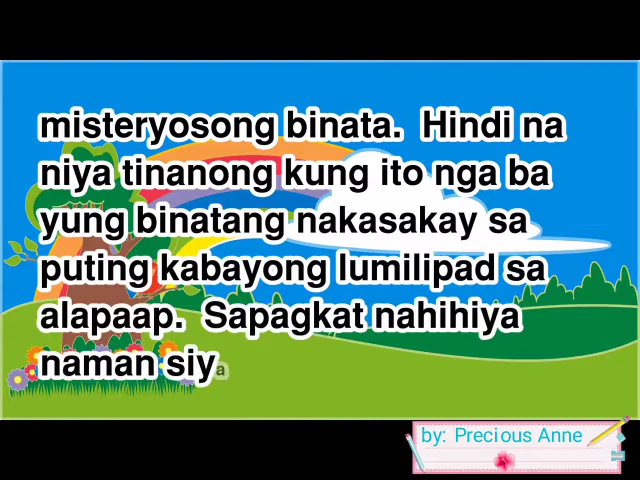 misteryosong binata. Hindi na
niya tinanong kung ito nga ba
yung binatang nakasakay sa
puting kabayong lumilipad sa
alapaap. Sapagkat nahihiya
naman siya
by: Precious Anne